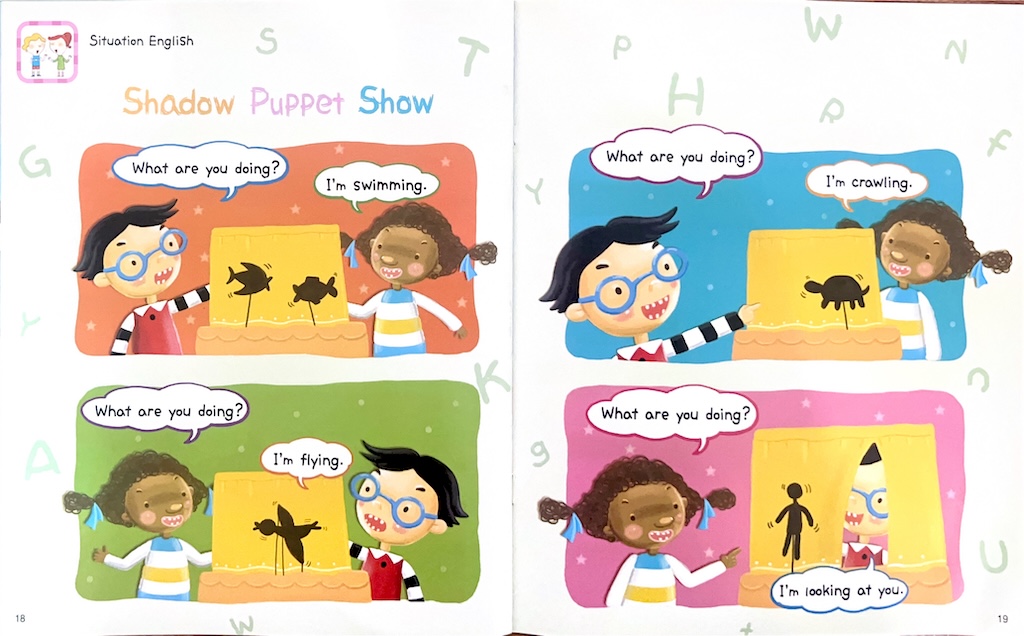 Situation English
S
T
P
W
N
Shadow Puppet Show
H
R
f
G
What are you doing?
I'm swimming.
Y
What are you doing?
I'm crawling.
Y
K
c
A
What are you doing?
I'm flying.
g
What are you doing?
I'm looking at you.
U
18
w
t
19